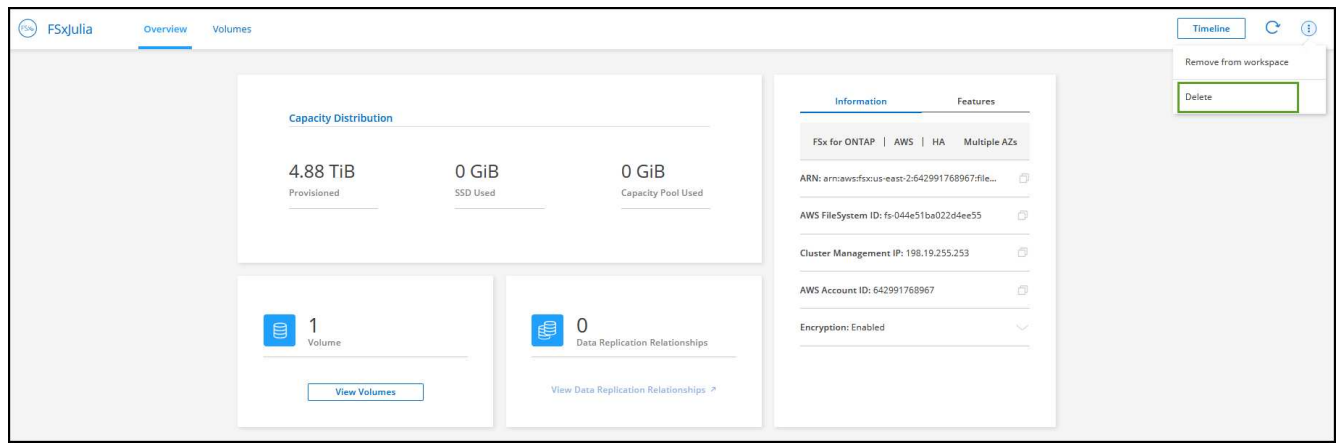 FSxJulia
Overview
Volumes
Timeline
Remove from workspace
Delete
Capacity Distribution
4.88 TiB
Provisioned
0 GiB
SSD Used
0 GiB
Capacity Pool Used
1
Volume
View Volumes
0
Data Replication Relationships
View Data Replication Relationships
Information
Features
FSx for ONTAP | AWS | HA Multiple AZs
ARN: arn:aws:fsx:us-east-2:642991768967:file...
AWS FileSystem ID: fs-044e51ba022d4ee55
Cluster Management IP: 198.19.255.253
AWS Account ID: 642991768967
Encryption: Enabled